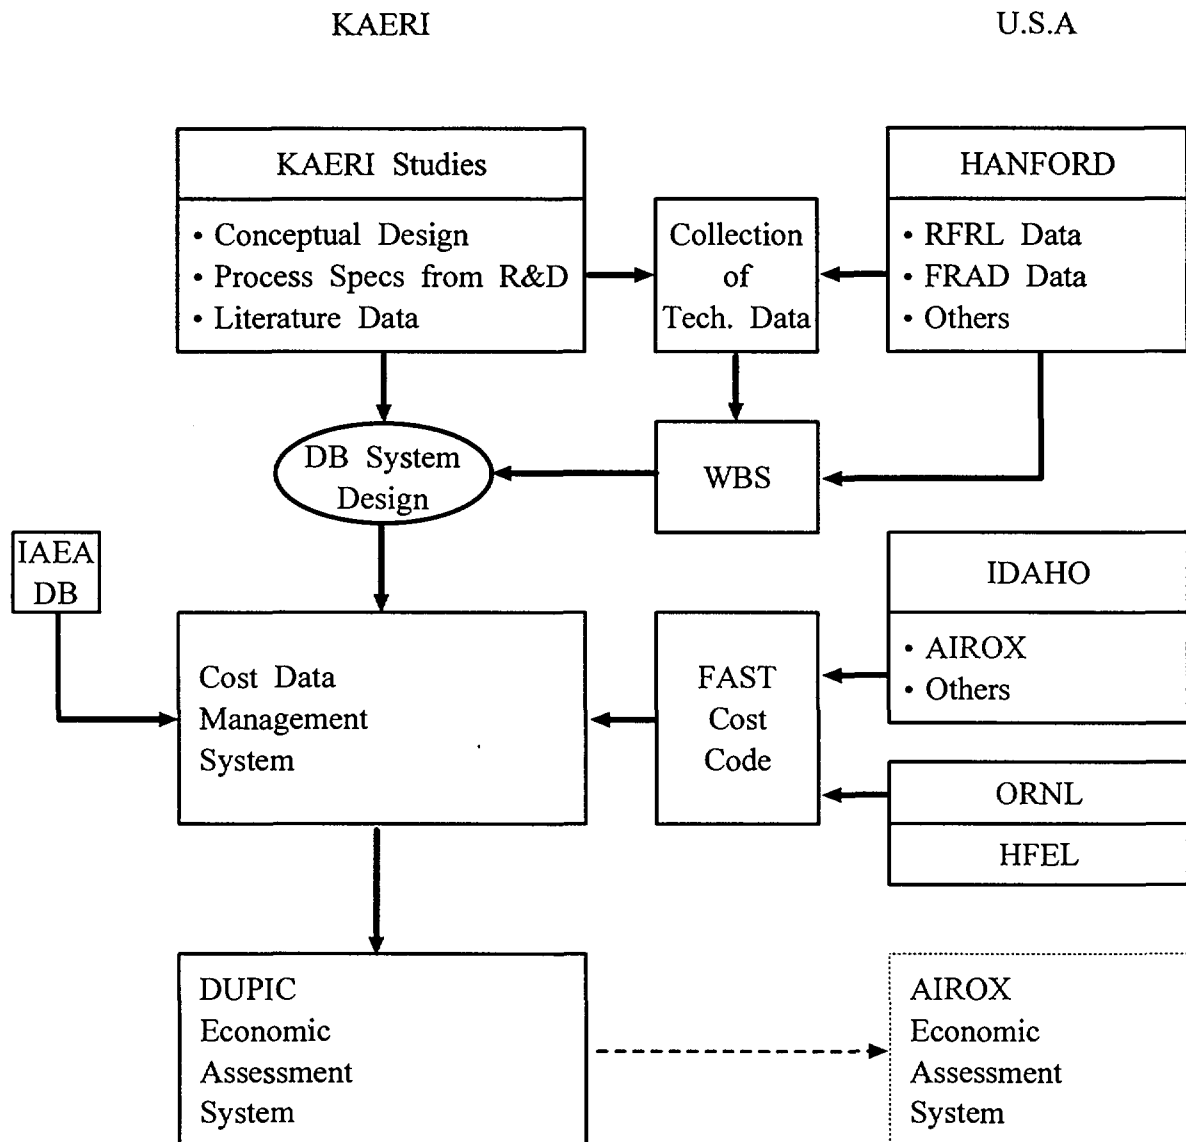 KAERI
U.S.A
KAERI Studies
• Conceptual Design
• Process Specs from R&D
• Literature Data
Collection
of
Tech. Data
HANFORD
• RFRL Data
• FRAD Data
• Others
DB System
Design
WBS
IAEA
DB
Cost Data
Management
System
FAST
Cost
Code
IDAHO
• AIROX
• Others
ORNL
HFEL
DUPIC
Economic
Assessment
System
AIROX
Economic
Assessment
System